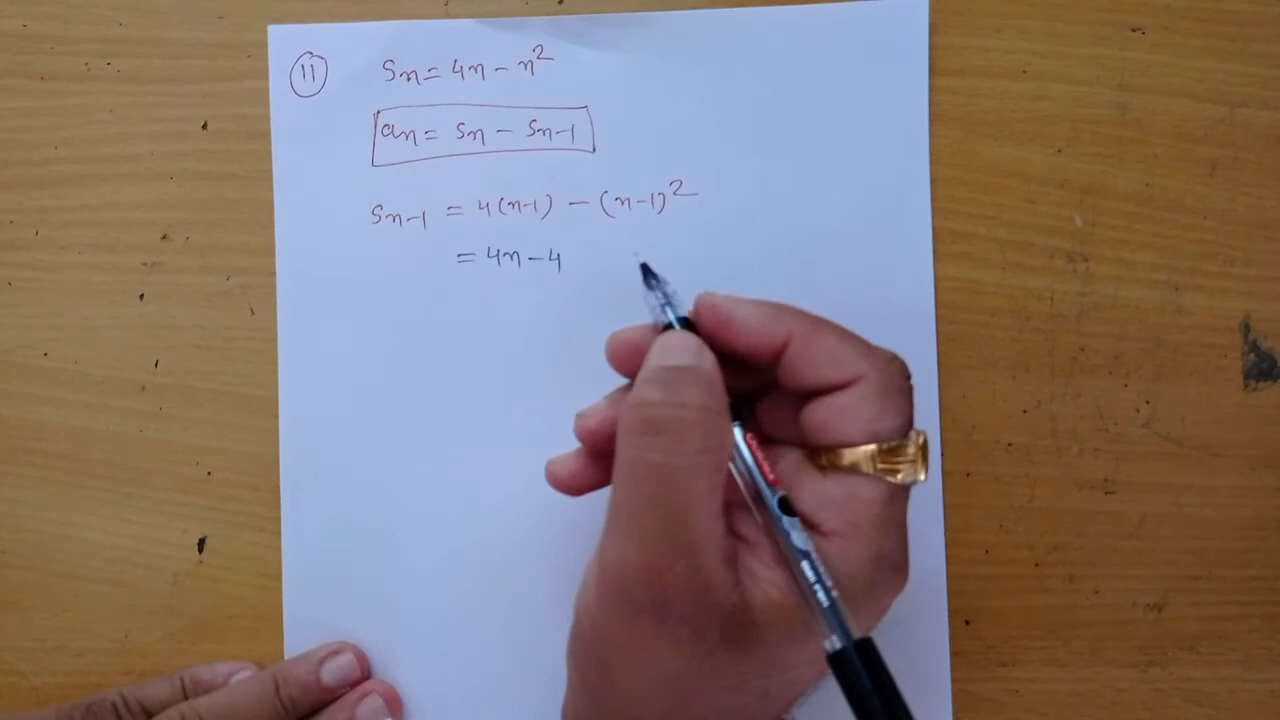 11 Sn = 4n - n²
an = Sn - Sn-1
Sn-1 = 4(n-1) - (n-1)²
= 4n - 4